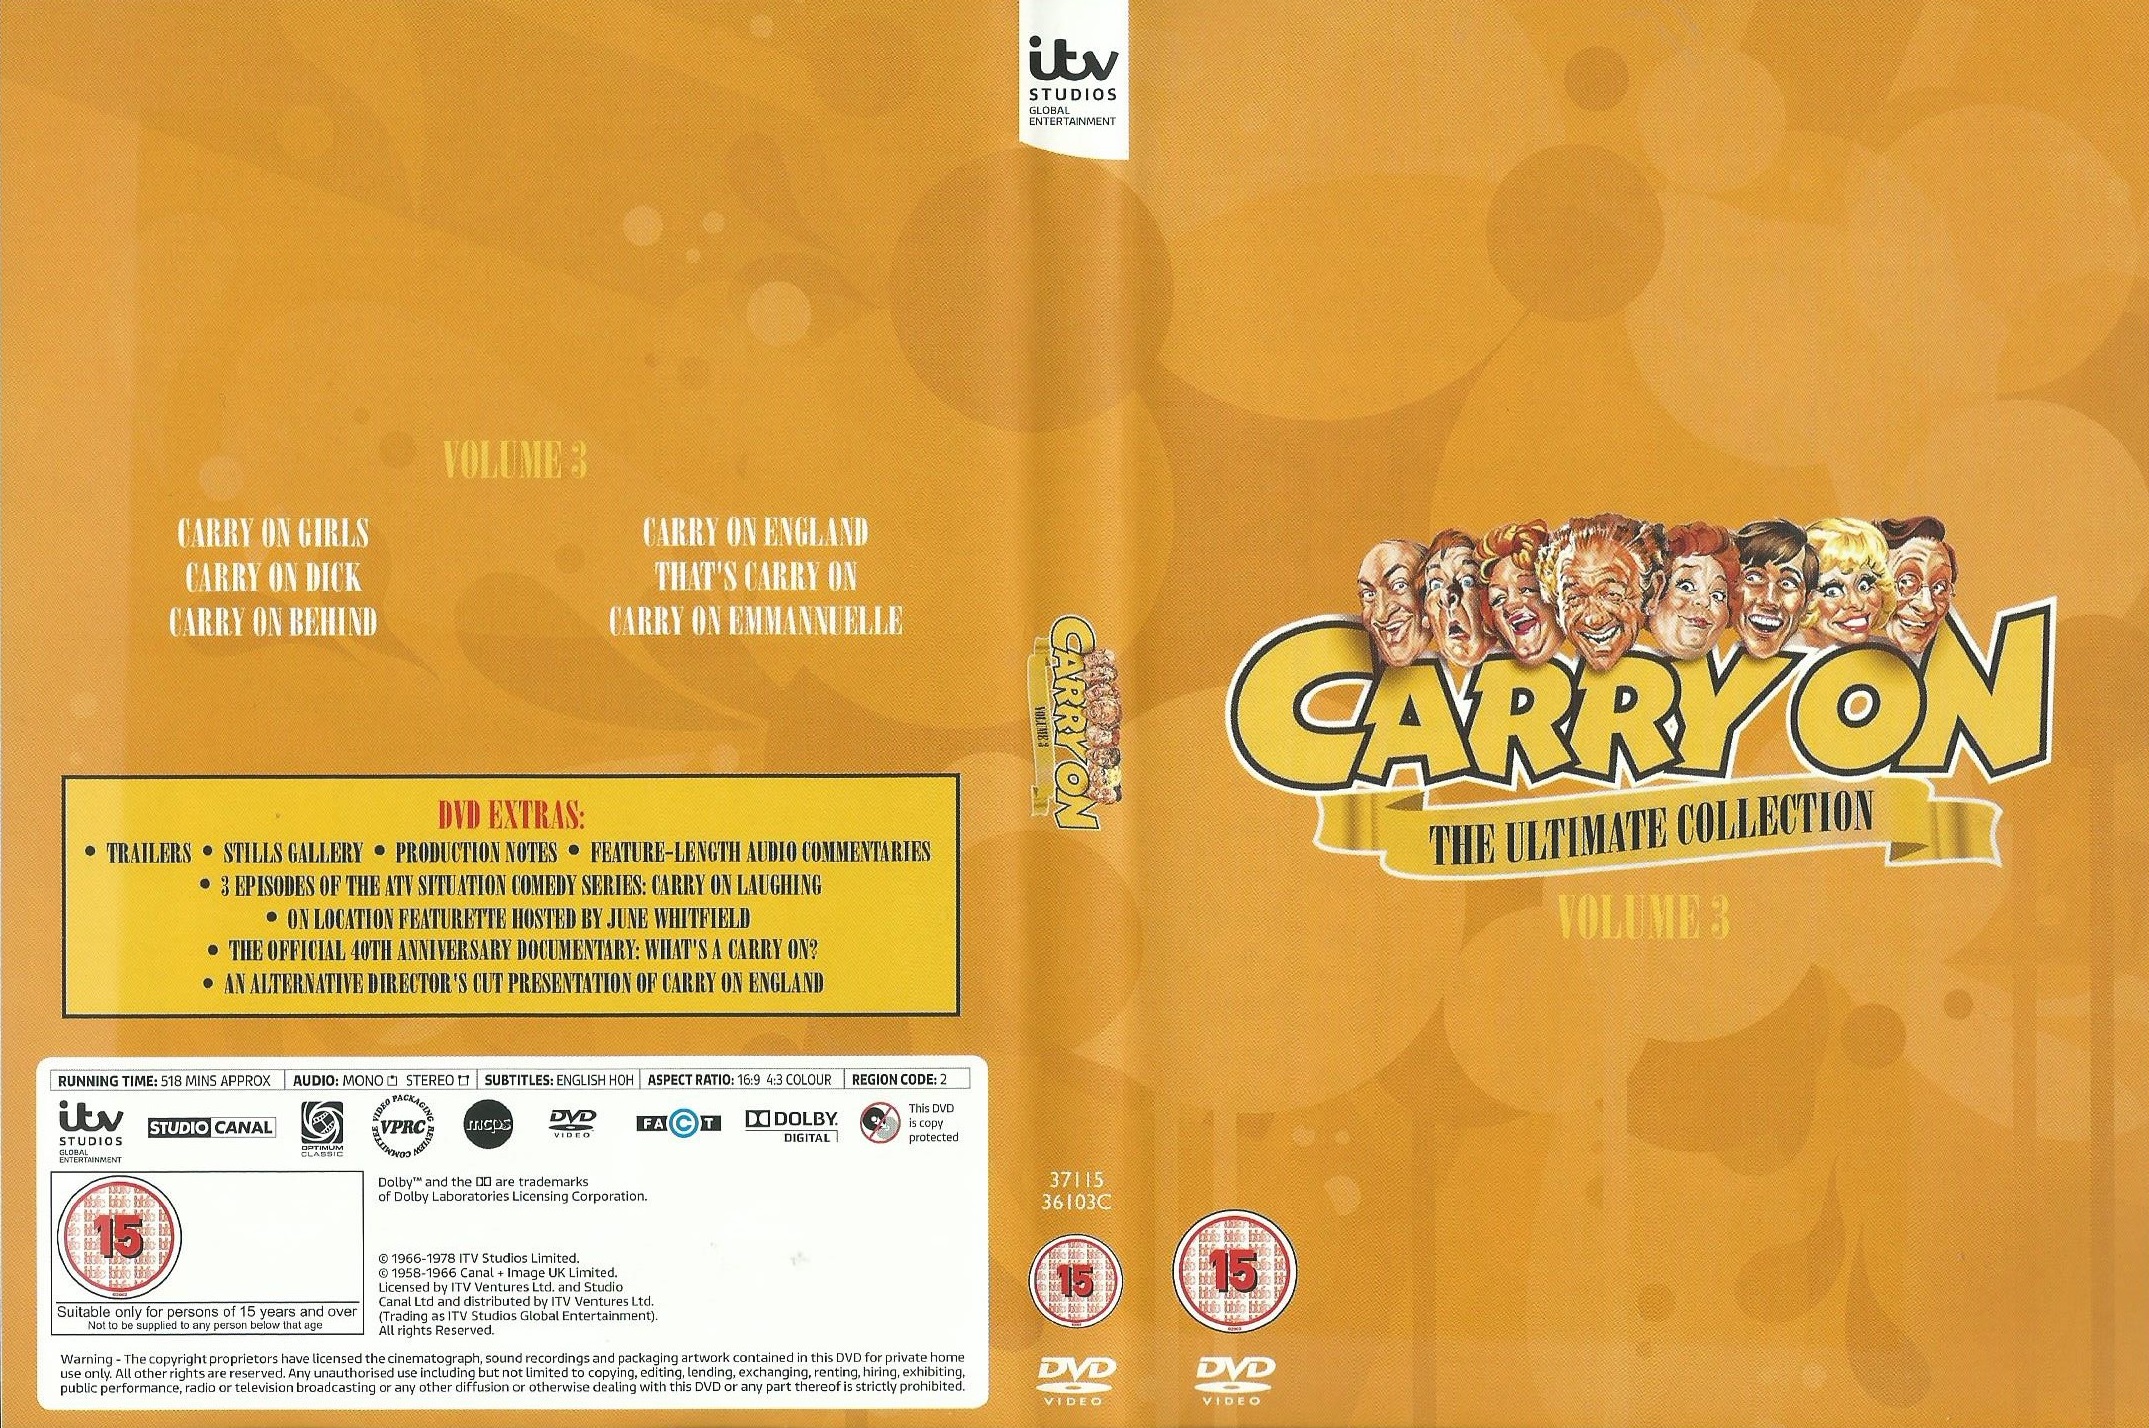 VOLUME 3
CARRY ON GIRLS
CARRY ON DICK
CARRY ON BEHIND
CARRY ON ENGLAND
THAT'S CARRY ON
CARRY ON EMMANNUELLE
DVD EXTRAS:
• TRAILERS • STILLS GALLERY • PRODUCTION NOTES • FEATURE-LENGTH AUDIO COMMENTARIES
• 3 EPISODES OF THE ATV SITUATION COMEDY SERIES: CARRY ON LAUGHING
• ON LOCATION FEATURETTE HOSTED BY JUNE WHITFIELD
• THE OFFICIAL 40TH ANNIVERSARY DOCUMENTARY: WHAT'S A CARRY ON?
• AN ALTERNATIVE DIRECTOR'S CUT PRESENTATION OF CARRY ON ENGLAND
RUNNING TIME: 518 MINS APPROX AUDIO: MONO STEREO SUBTITLES: ENGLISH HOH ASPECT RATIO: 16:9 4:3 COLOUR REGION CODE: 2
itv
STUDIOS
GLOBAL
ENTERTAINMENT
STUDIO CANAL
OPTIMUM
CLASSIC
VIDEO PACKAGING REVIEW COMMITTEE
VPRC
mcps
DVD
VIDEO
FACT
DOLBY
DIGITAL
This DVD
is copy
protected
15
Suitable only for persons of 15 years and over
Not to be supplied to any person below that age
Dolby™ and the are trademarks
of Dolby Laboratories Licensing Corporation.
© 1966-1978 ITV Studios Limited.
© 1958-1966 Canal + Image UK Limited.
Licensed by ITV Ventures Ltd. and Studio
Canal Ltd and distributed by ITV Ventures Ltd.
(Trading as ITV Studios Global Entertainment).
All rights Reserved.
Warning - The copyright proprietors have licensed the cinematograph, sound recordings and packaging artwork contained in this DVD for private home
use only. All other rights are reserved. Any unauthorised use including but not limited to copying, editing, lending, exchanging, renting, hiring, exhibiting,
public performance, radio or television broadcasting or any other diffusion or otherwise dealing with this DVD or any part thereof is strictly prohibited.
itv
STUDIOS
GLOBAL
ENTERTAINMENT
CARRY ON
VOLUME 3
37115
36103C
15
DVD
VIDEO
CARRY ON
THE ULTIMATE COLLECTION
VOLUME 3
15
DVD
VIDEO